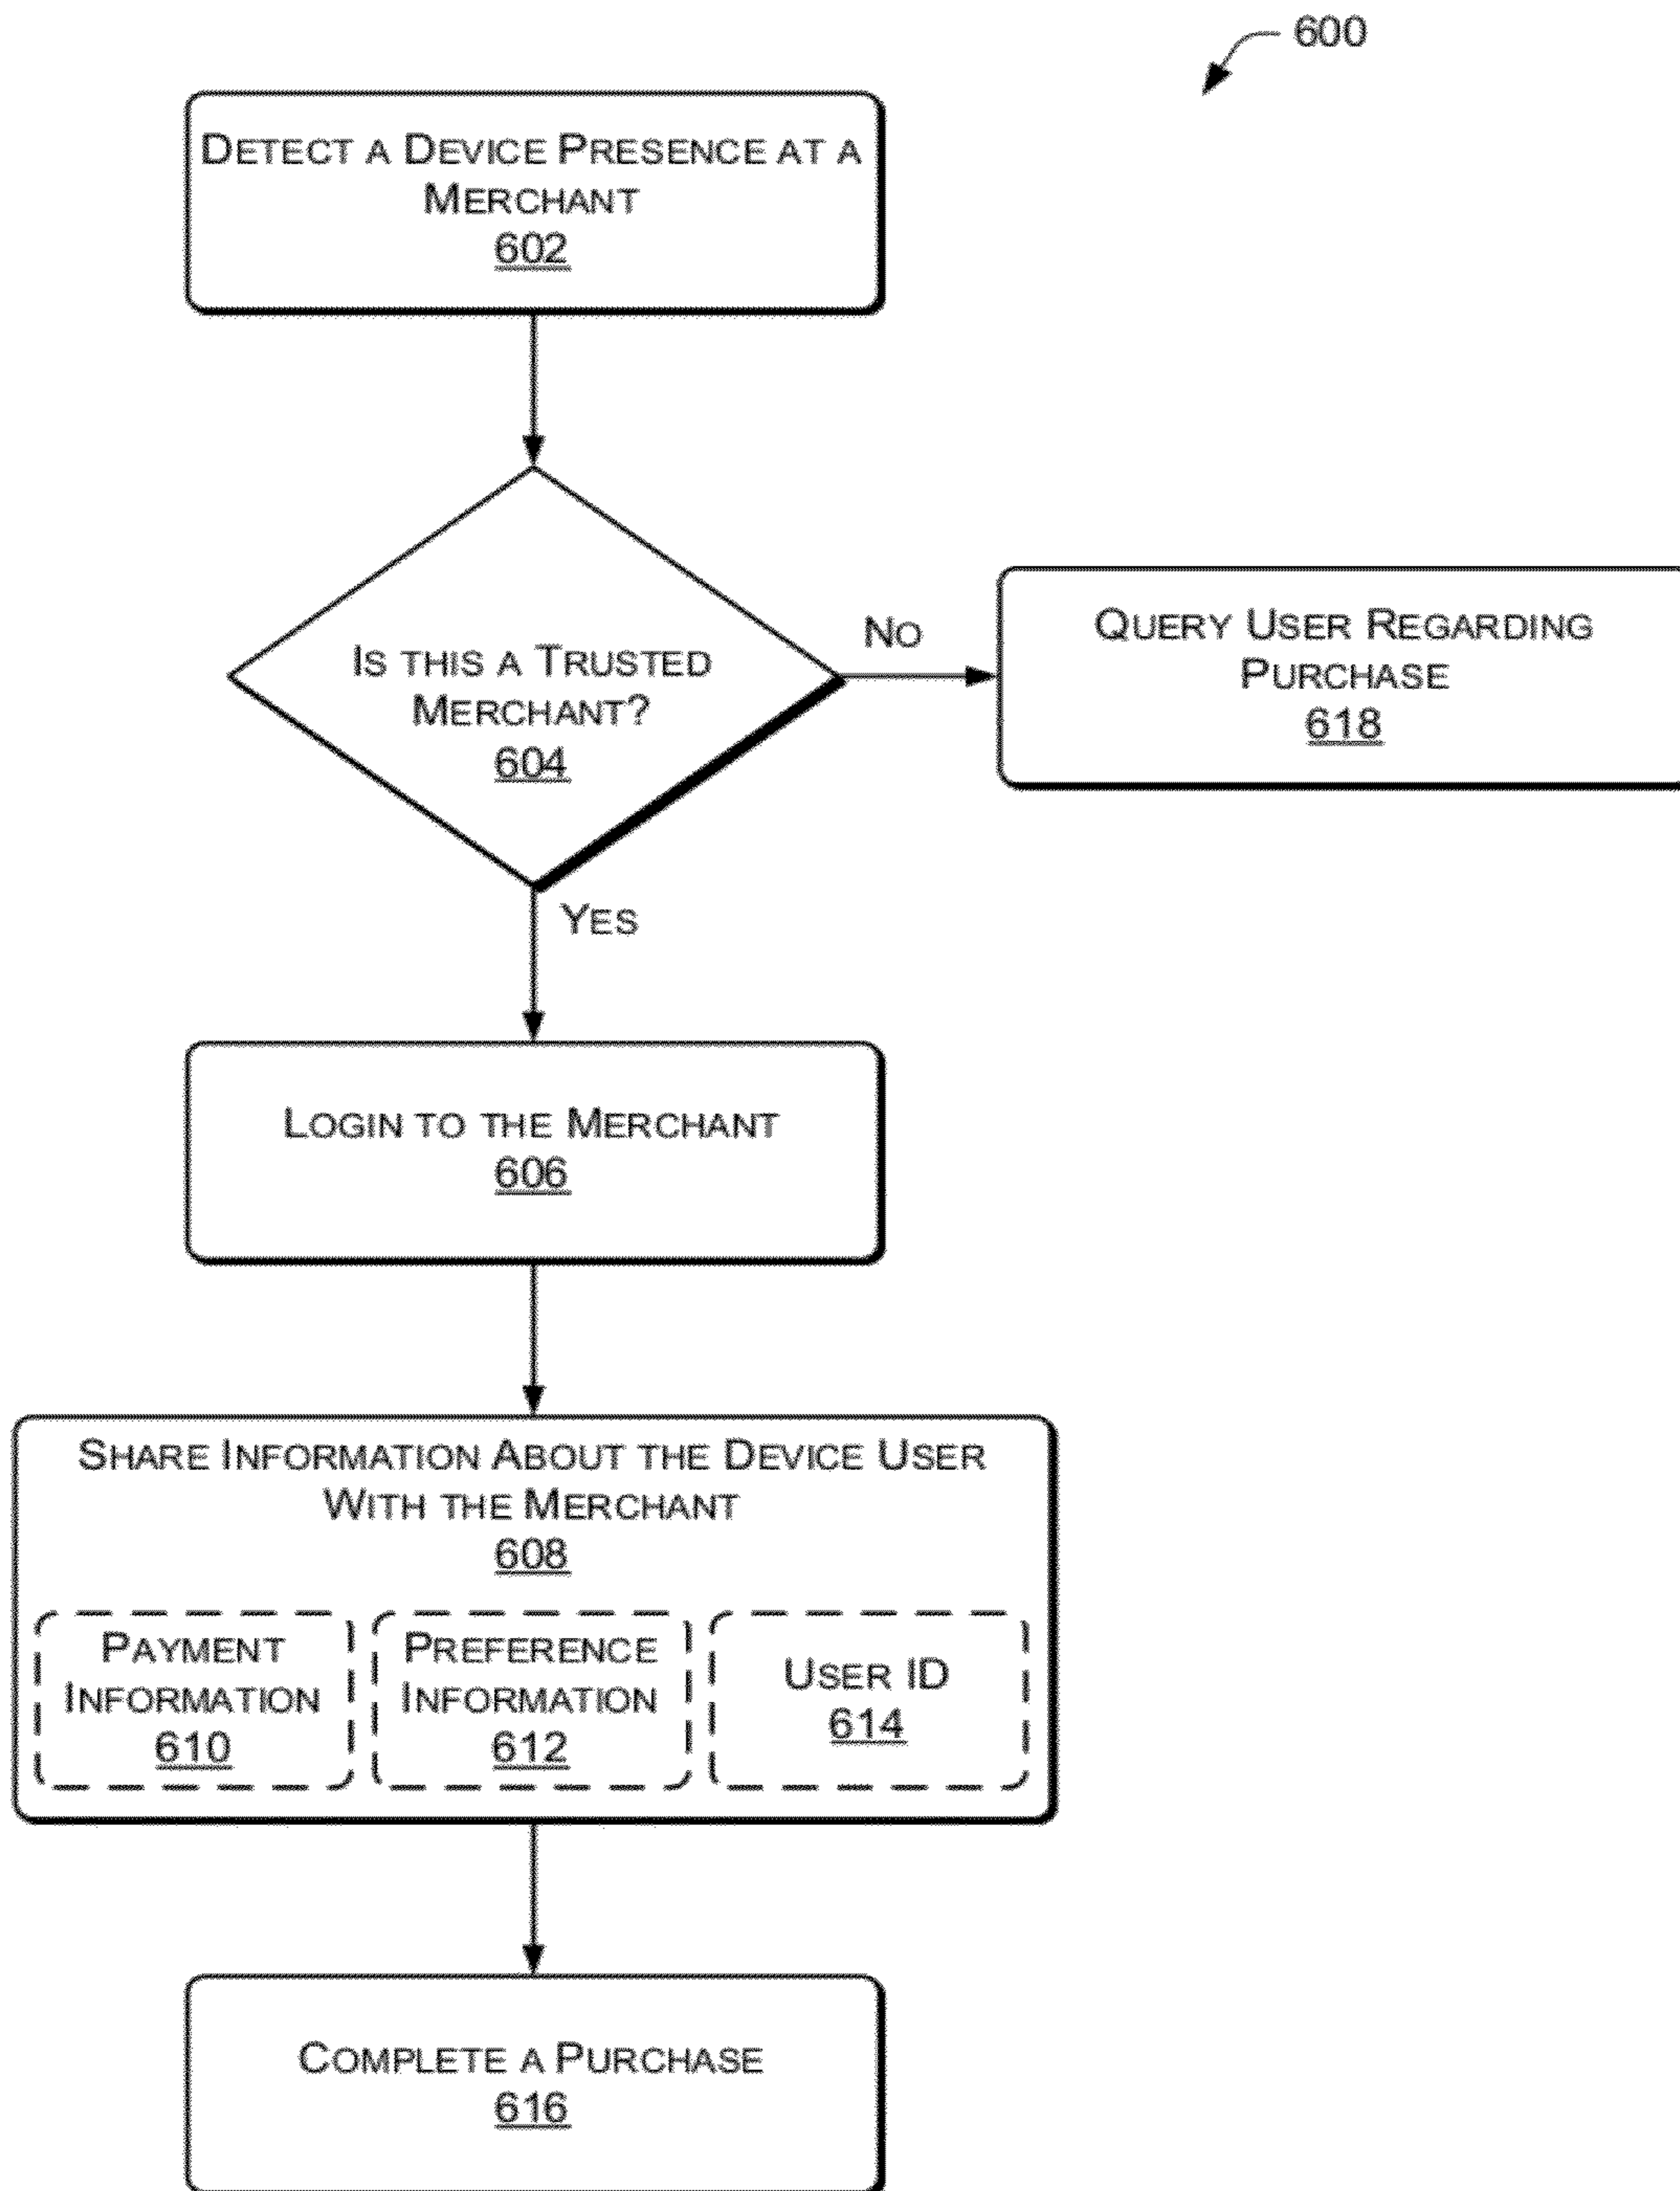 600
DETECT A DEVICE PRESENCE AT A
MERCHANT
602
IS THIS A TRUSTED
MERCHANT?
604
NO
QUERY USER REGARDING
PURCHASE
618
YES
LOGIN TO THE MERCHANT
606
SHARE INFORMATION ABOUT THE DEVICE USER
WITH THE MERCHANT
608
PAYMENT
INFORMATION
610
PREFERENCE
INFORMATION
612
USER ID
614
COMPLETE A PURCHASE
616